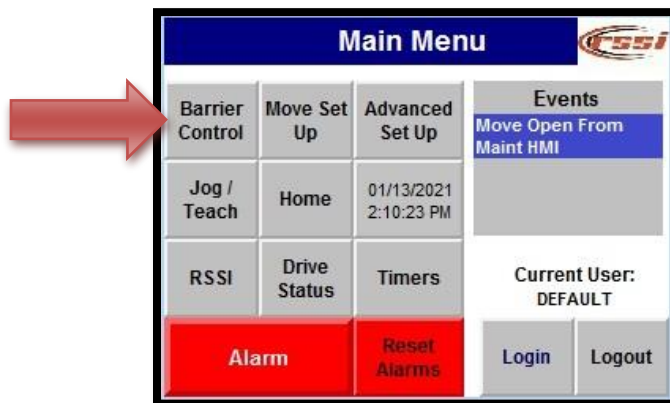 Main Menu
rssi
Barrier
Control
Move Set
Up
Advanced
Set Up
Events
Move Open From
Maint HMI
Jog /
Teach
Home
01/13/2021
2:10:23 PM
RSSI
Drive
Status
Timers
Current User:
DEFAULT
Alarm
Reset
Alarms
Login
Logout